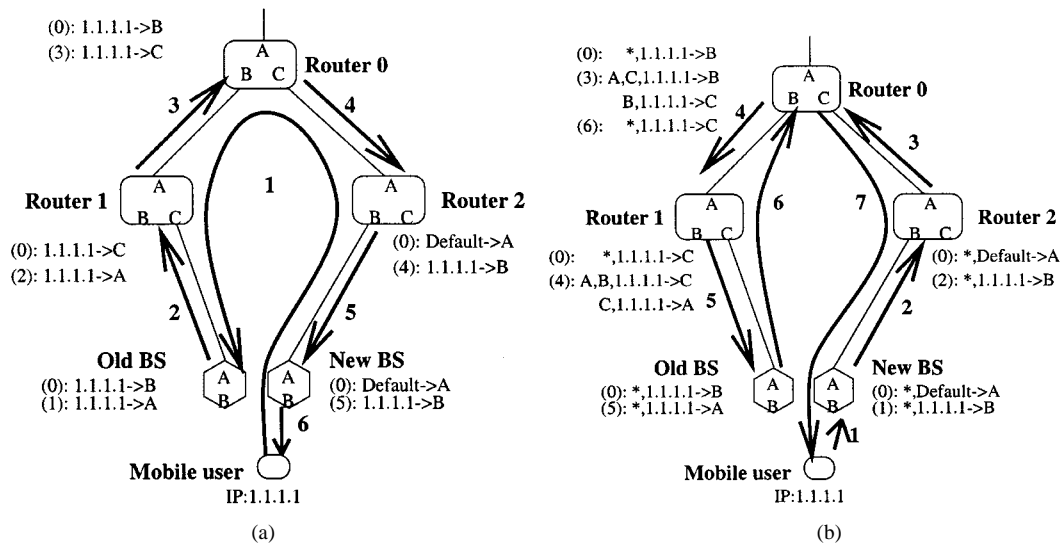 (0): 1.1.1.1->B
(3): 1.1.1.1->C
A
B C
Router 0
3
4
1
Router 1
A
B C
A
B C
Router 2
(0): 1.1.1.1->C
(2): 1.1.1.1->A
(0): Default->A
(4): 1.1.1.1->B
2
5
Old BS
(0): 1.1.1.1->B
(1): 1.1.1.1->A
A
B
New BS
A
B
(0): Default->A
(5): 1.1.1.1->B
6
Mobile user
IP:1.1.1.1
(a)
(0): *,1.1.1.1->B
(3): A,C,1.1.1.1->B
B,1.1.1.1->C
(6): *,1.1.1.1->C
A
B C
Router 0
4
3
6
7
Router 1
A
B C
A
B C
Router 2
(0): *,1.1.1.1->C
(4): A,B,1.1.1.1->C
C,1.1.1.1->A
(0): *,Default->A
(2): *,1.1.1.1->B
5
2
Old BS
(0): *,1.1.1.1->B
(5): *,1.1.1.1->A
A
B
New BS
A
B
(0): *,Default->A
(1): *,1.1.1.1->B
1
Mobile user
IP:1.1.1.1
(b)